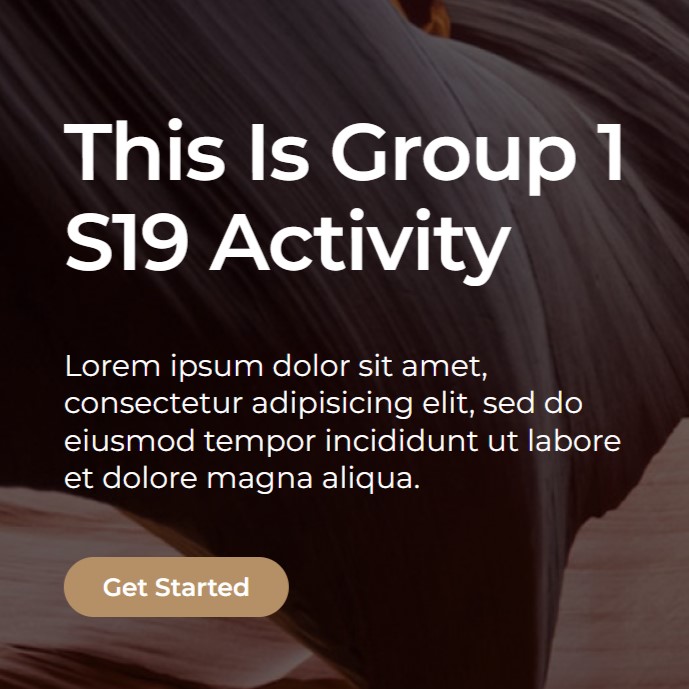 This Is Group 1
S19 Activity
Lorem ipsum dolor sit amet,
consectetur adipisicing elit, sed do
eiusmod tempor incididunt ut labore
et dolore magna aliqua.
Get Started